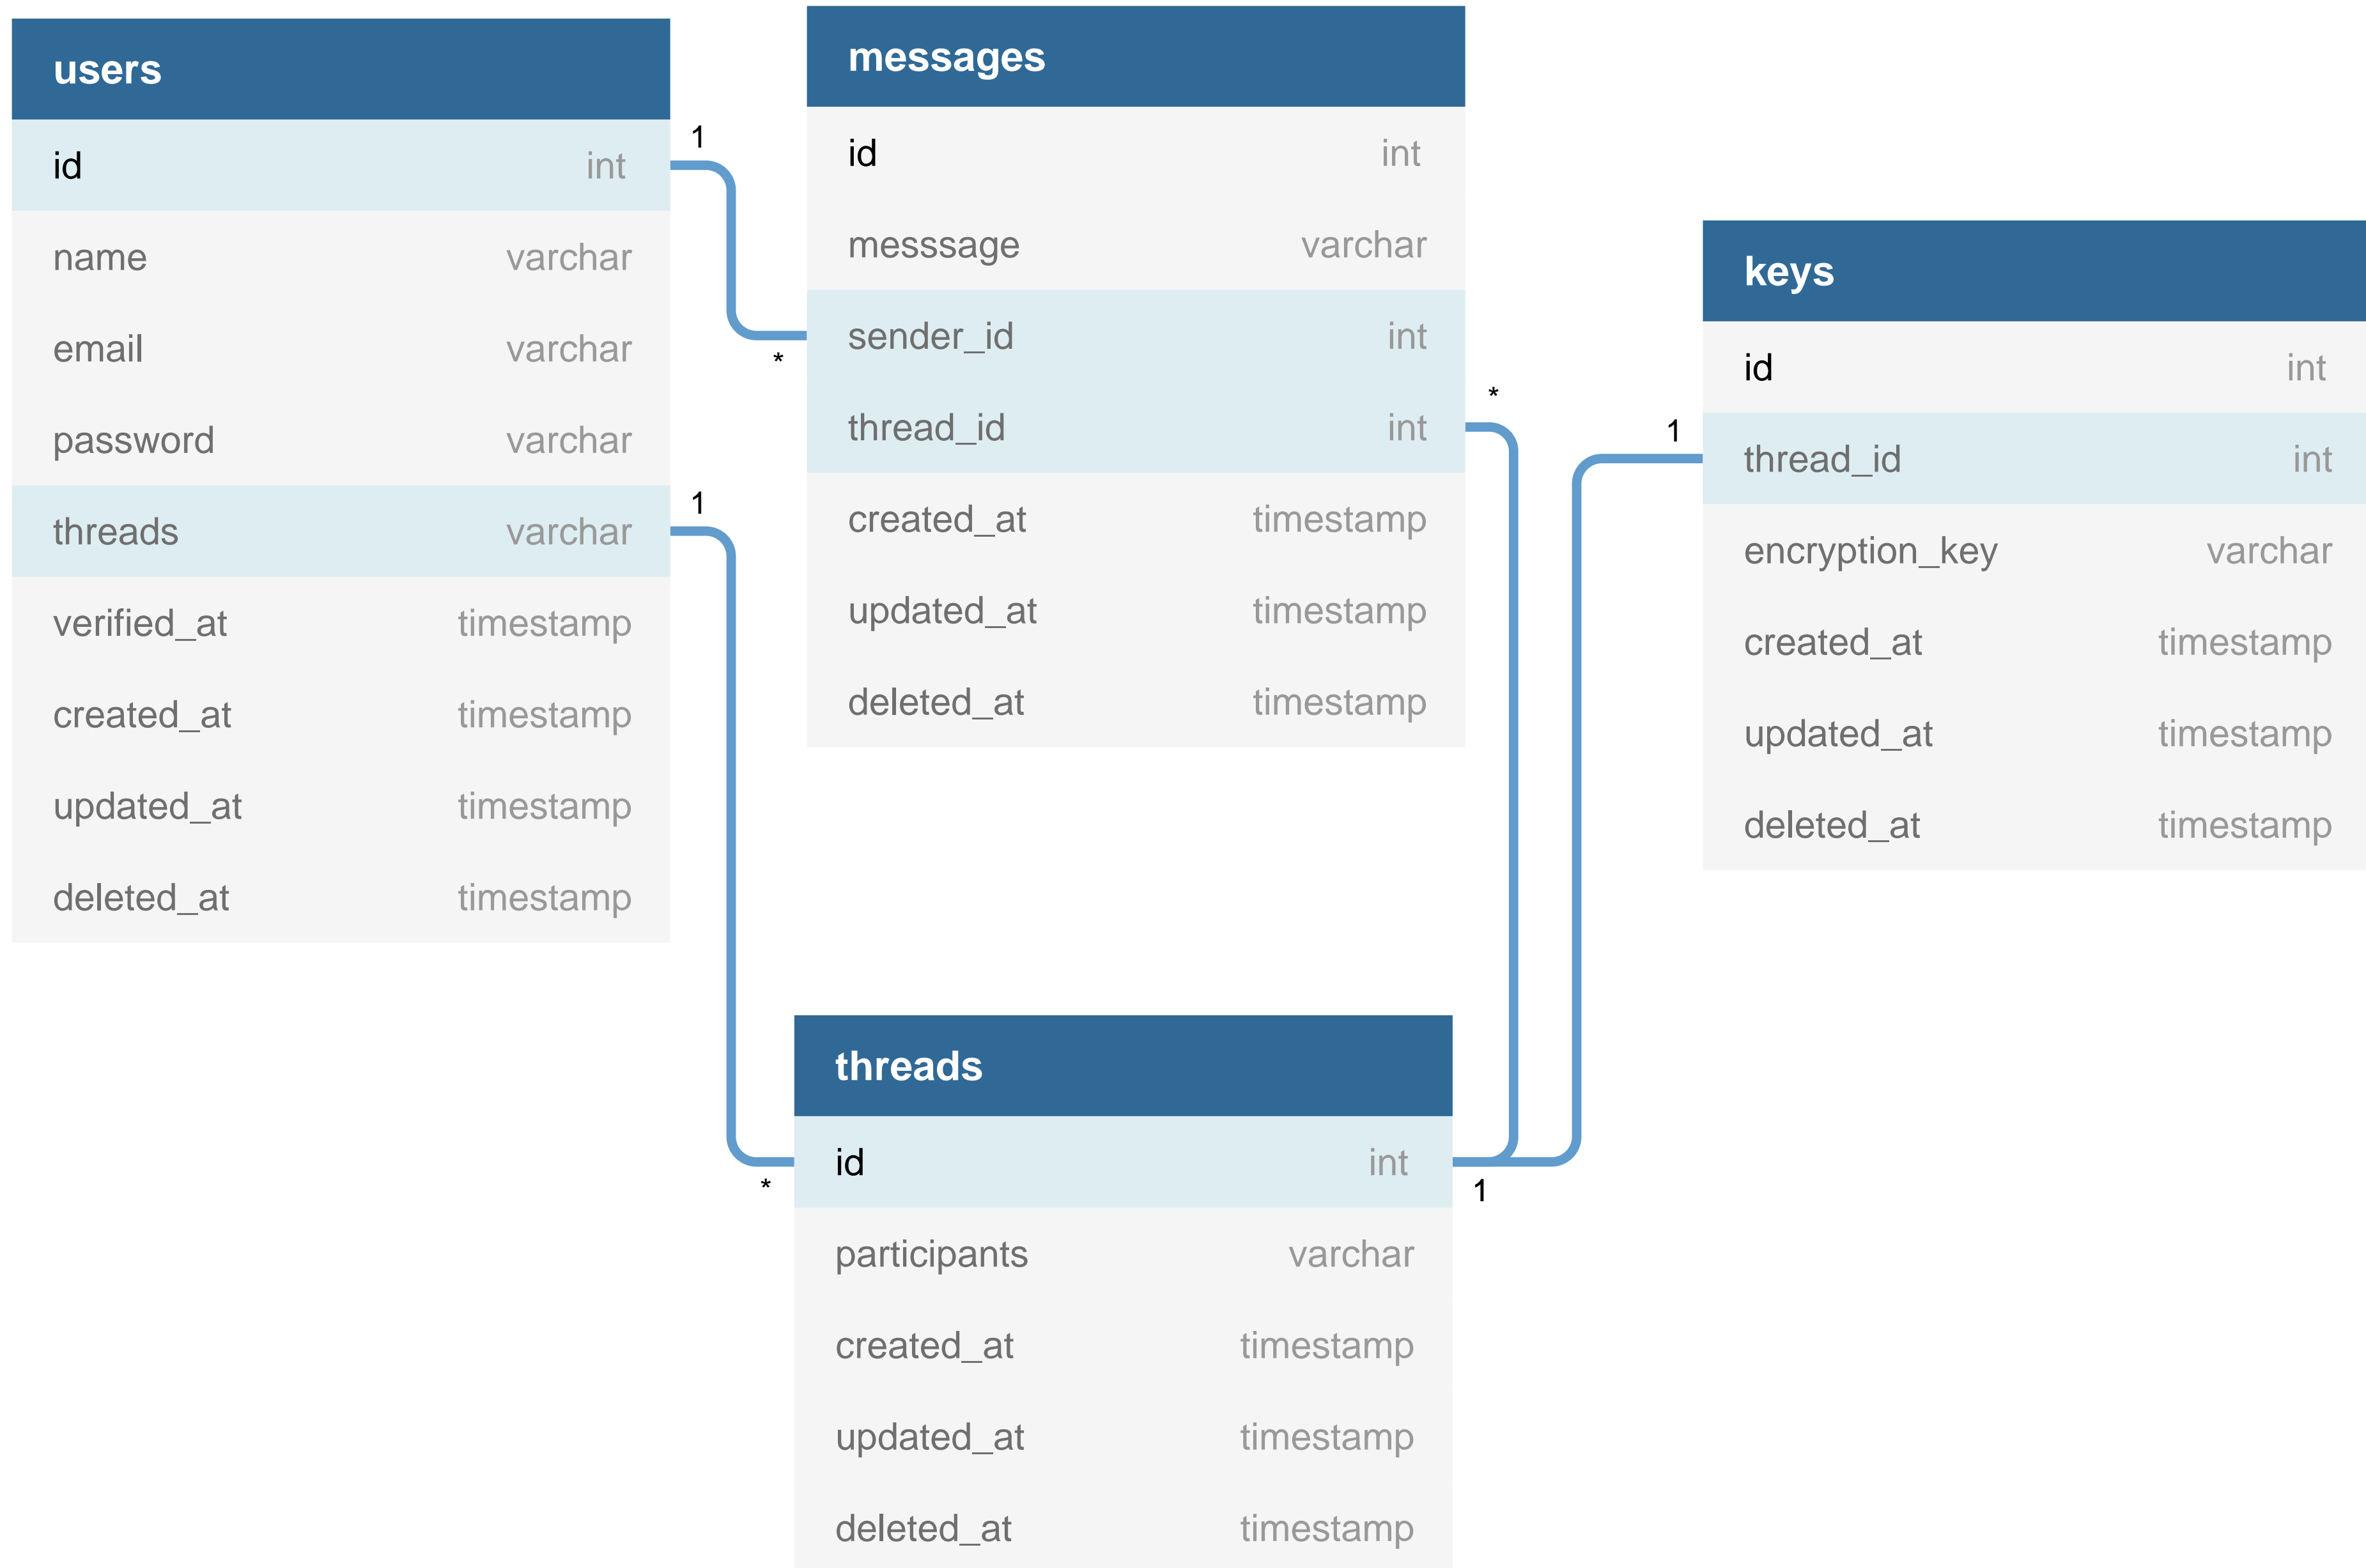 users
id int
name varchar
email varchar
password varchar
threads varchar
verified_at timestamp
created_at timestamp
updated_at timestamp
deleted_at timestamp
1
*
1
*
messages
id int
messsage varchar
sender_id int
thread_id int
created_at timestamp
updated_at timestamp
deleted_at timestamp
*
1
1
keys
id int
thread_id int
encryption_key varchar
created_at timestamp
updated_at timestamp
deleted_at timestamp
threads
id int
participants varchar
created_at timestamp
updated_at timestamp
deleted_at timestamp